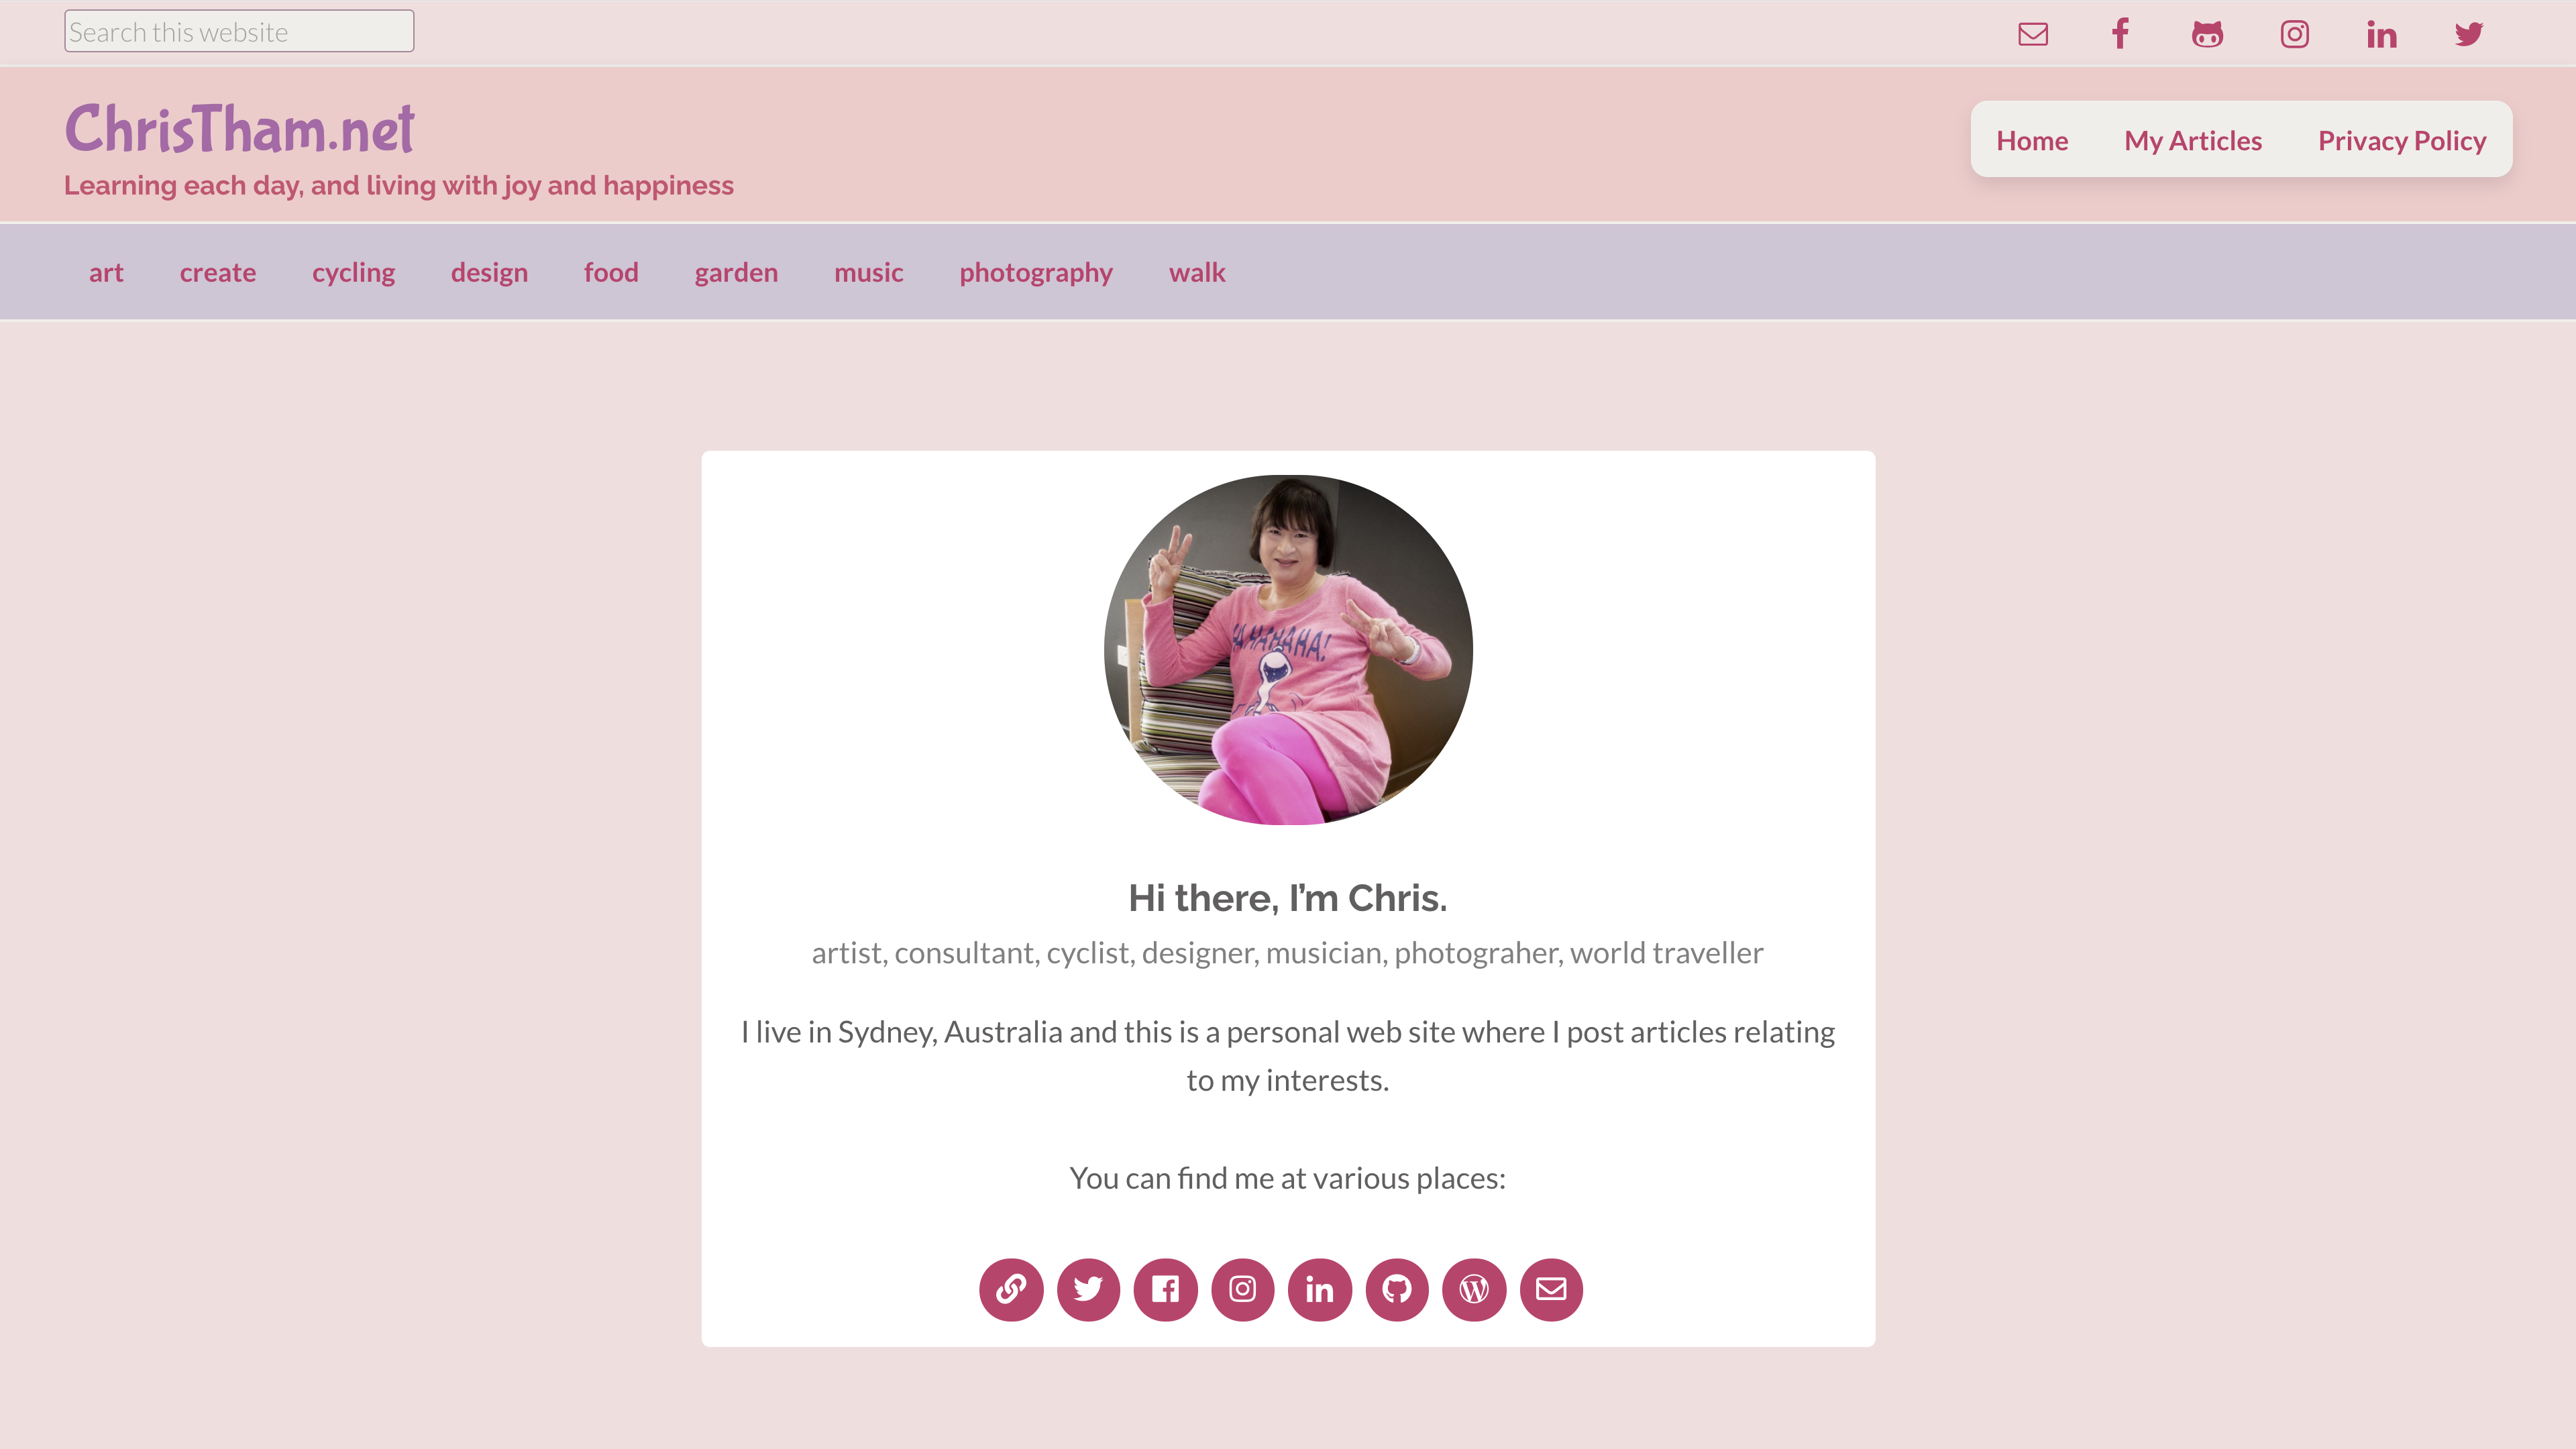 Search this website
ChrisTham.net
Learning each day, and living with joy and happiness
Home My Articles Privacy Policy
art create cycling design food garden music photography walk
HAHAHAHA!
Hi there, I'm Chris.
artist, consultant, cyclist, designer, musician, photograher, world traveller
I live in Sydney, Australia and this is a personal web site where I post articles relating
to my interests.
You can find me at various places: